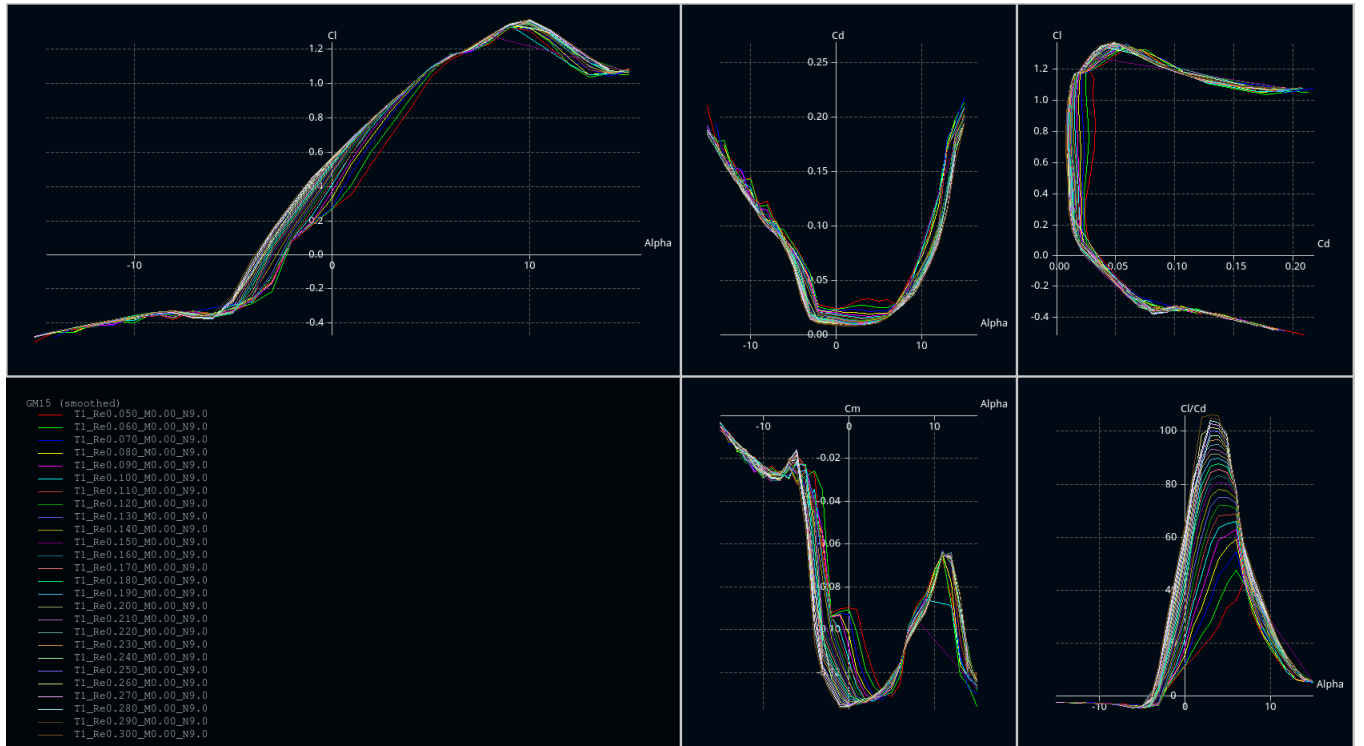 Cl
1.2
1.0
0.8
0.6
0.4
0.2
0.0
-0.2
-0.4
-10
0
10
Alpha
Cd
0.25
0.20
0.15
0.10
0.05
0.00
-10
0
10
Alpha
Cl
1.2
1.0
0.8
0.6
0.4
0.2
0.0
-0.2
-0.4
0.00
0.05
0.10
0.15
0.20
Cd
GM15 (smoothed)
T1_Re0.050_M0.00_N9.0
T1_Re0.060_M0.00_N9.0
T1_Re0.070_M0.00_N9.0
T1_Re0.080_M0.00_N9.0
T1_Re0.090_M0.00_N9.0
T1_Re0.100_M0.00_N9.0
T1_Re0.110_M0.00_N9.0
T1_Re0.120_M0.00_N9.0
T1_Re0.130_M0.00_N9.0
T1_Re0.140_M0.00_N9.0
T1_Re0.150_M0.00_N9.0
T1_Re0.160_M0.00_N9.0
T1_Re0.170_M0.00_N9.0
T1_Re0.180_M0.00_N9.0
T1_Re0.190_M0.00_N9.0
T1_Re0.200_M0.00_N9.0
T1_Re0.210_M0.00_N9.0
T1_Re0.220_M0.00_N9.0
T1_Re0.230_M0.00_N9.0
T1_Re0.240_M0.00_N9.0
T1_Re0.250_M0.00_N9.0
T1_Re0.260_M0.00_N9.0
T1_Re0.270_M0.00_N9.0
T1_Re0.280_M0.00_N9.0
T1_Re0.290_M0.00_N9.0
T1_Re0.300_M0.00_N9.0
Cm
Alpha
-10
0
10
-0.02
-0.04
-0.06
-0.08
-0.10
Cl/Cd
100
80
60
40
20
0
-10
0
10
Alpha